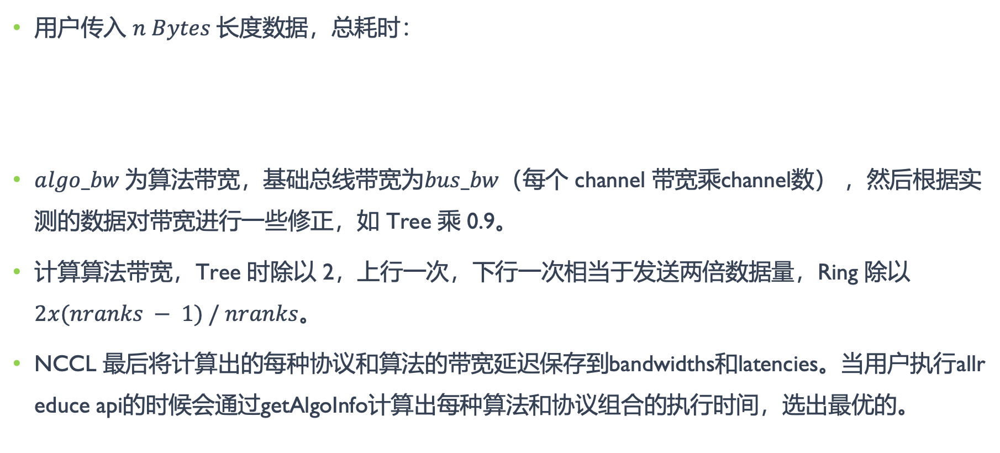 • 用户传入 n Bytes 长度数据，总耗时：
• algo_bw 为算法带宽，基础总线带宽为bus_bw（每个 channel 带宽乘channel数），然后根据实
测的数据对带宽进行一些修正，如 Tree 乘 0.9。
• 计算算法带宽，Tree 时除以 2，上行一次，下行一次相当于发送两倍数据量，Ring 除以
2x(nranks − 1) / nranks。
• NCCL 最后将计算出的每种协议和算法的带宽延迟保存到bandwidths和latencies。当用户执行allr
educe api的时候会通过getAlgoInfo计算出每种算法和协议组合的执行时间，选出最优的。